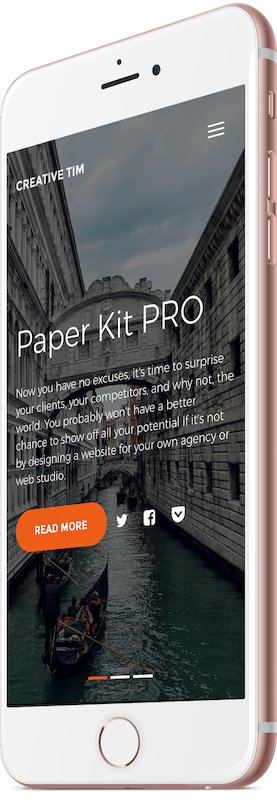 CREATIVE TIM
Paper Kit PRO
Now you have no excuses, it's time to surprise
your clients, your competitors, and why not, the
world. You probably won't have a better
chance to show off all your potential if it's not
by designing a website for your own agency or
web studio.
READ MORE